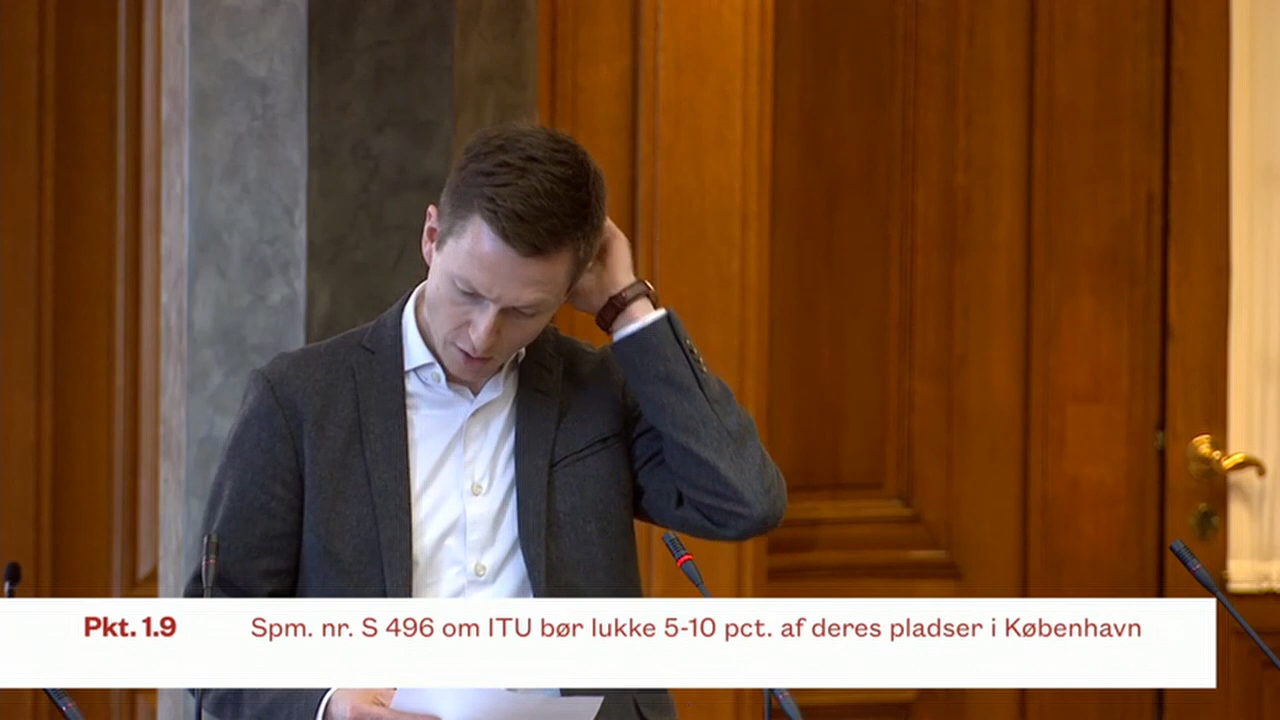 Pkt. 1.9 Spm. nr. S 496 om ITU bør lukke 5-10 pct. af deres pladser i København